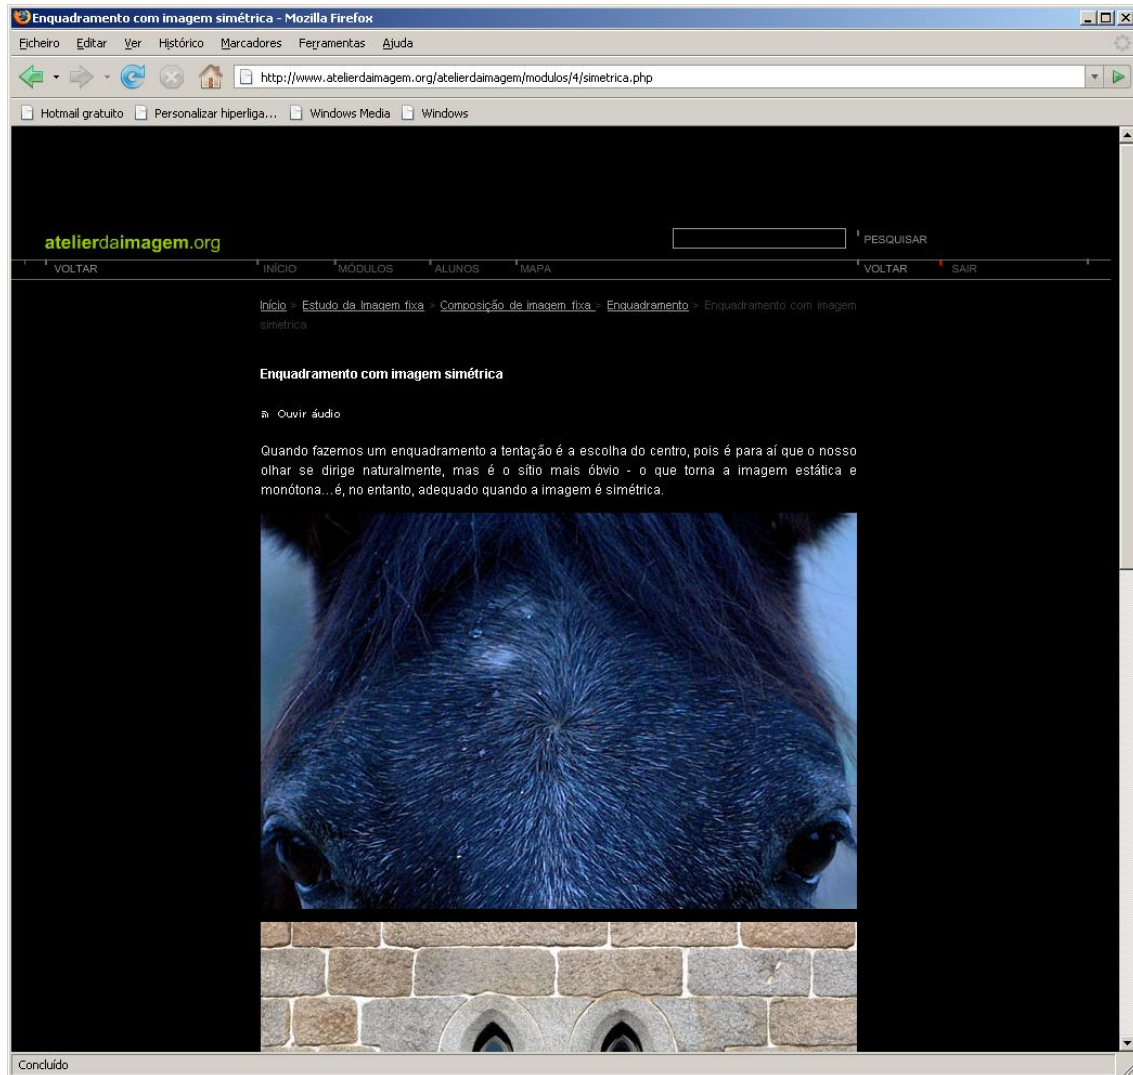 Enquadramento com imagem simétrica - Mozilla Firefox
Ficheiro Editar Ver Histórico Marcadores Ferramentas Ajuda
http://www.atelierdaimagem.org/atelierdaimagem/modulos/4/simetrica.php
Hotmail gratuito Personalizar hiperliga... Windows Media Windows
atelierdaimagem.org
PESQUISAR
VOLTAR INÍCIO MÓDULOS ALUNOS MAPA VOLTAR SAIR
Início > Estudo da Imagem fixa > Composição de imagem fixa > Enquadramento > Enquadramento com imagem
simétrica
Enquadramento com imagem simétrica
Ouvir áudio
Quando fazemos um enquadramento a tentação é a escolha do centro, pois é para aí que o nosso
olhar se dirige naturalmente, mas é o sítio mais óbvio - o que torna a imagem estática e
monótona...é, no entanto, adequado quando a imagem é simétrica.
Concluído